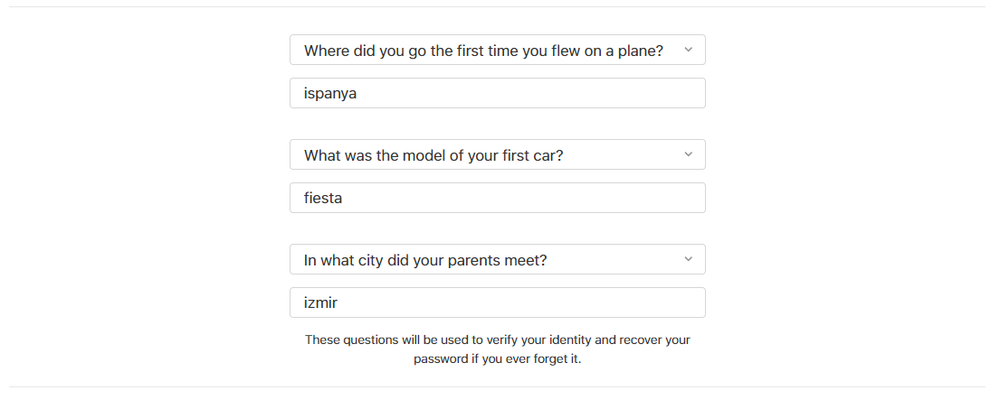 Where did you go the first time you flew on a plane?
ispanya
What was the model of your first car?
fiesta
In what city did your parents meet?
izmir
These questions will be used to verify your identity and recover your
password if you ever forget it.